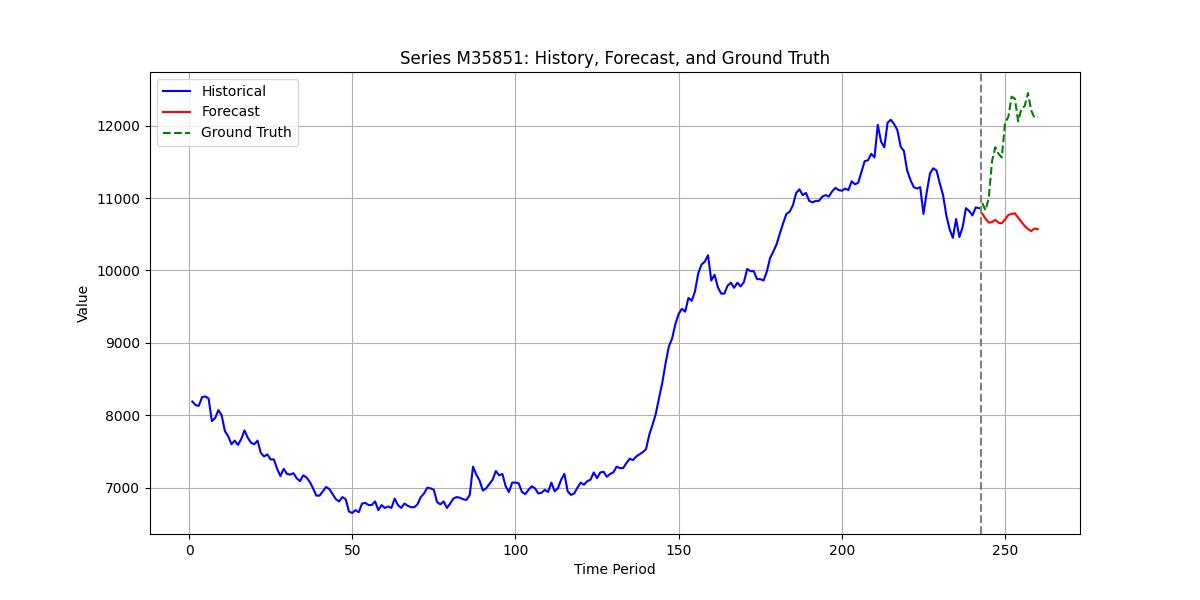 Series M35851: History, Forecast, and Ground Truth
Historical
Forecast
Ground Truth
12000
11000
10000
9000
8000
7000
Value
0 50 100 150 200 250
Time Period